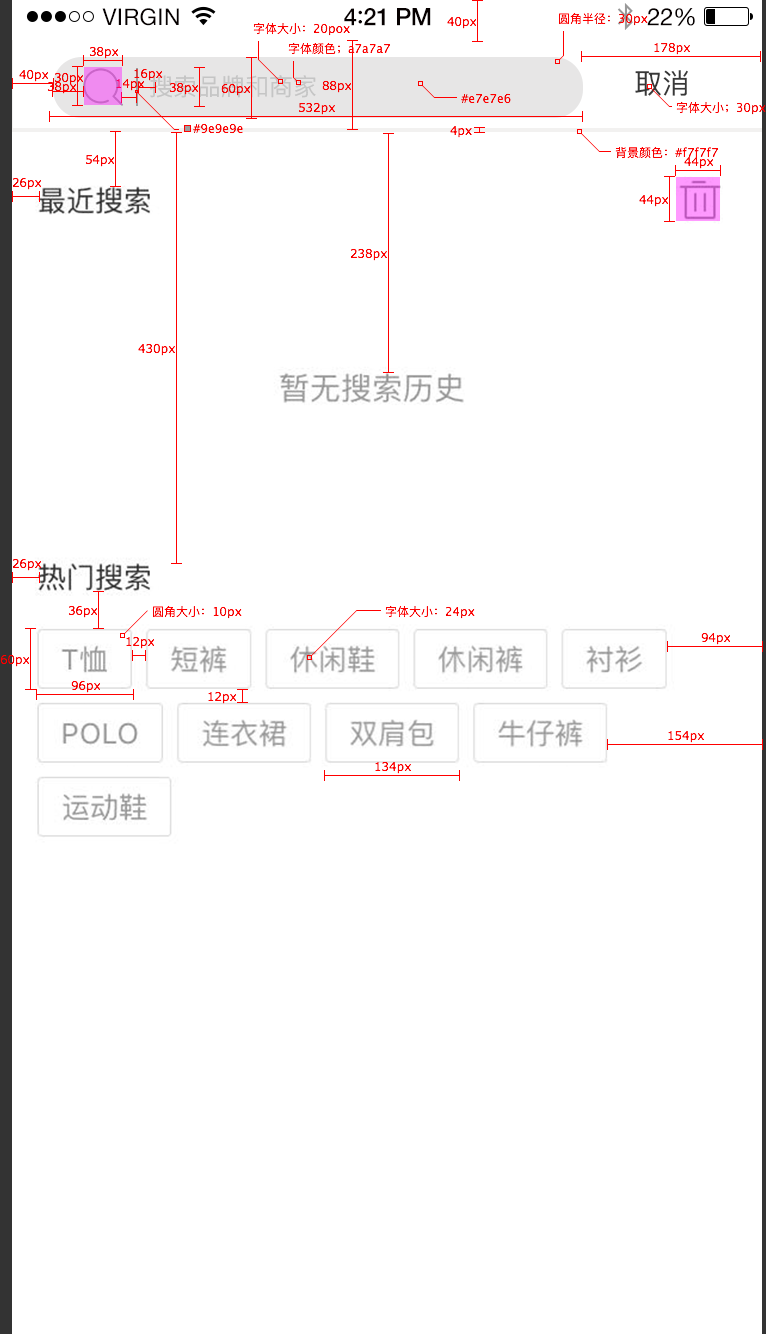 VIRGIN 4:21 PM 22%
40px
圆角半径：30px
字体大小：20pox
字体颜色；a7a7a7
178px
38px
40px
30px
38px
16px
14px
38px
60px
88px
搜索品牌和商家
#e7e7e6
532px
取消
字体大小；30px
#9e9e9e
4px
背景颜色：#f7f7f7
54px
44px
26px
44px
最近搜索
238px
430px
暂无搜索历史
26px
热门搜索
36px
圆角大小：10px
字体大小：24px
12px
94px
60px
T恤 短裤 休闲鞋 休闲裤 衬衫
96px
12px
POLO 连衣裙 双肩包 牛仔裤
154px
134px
运动鞋